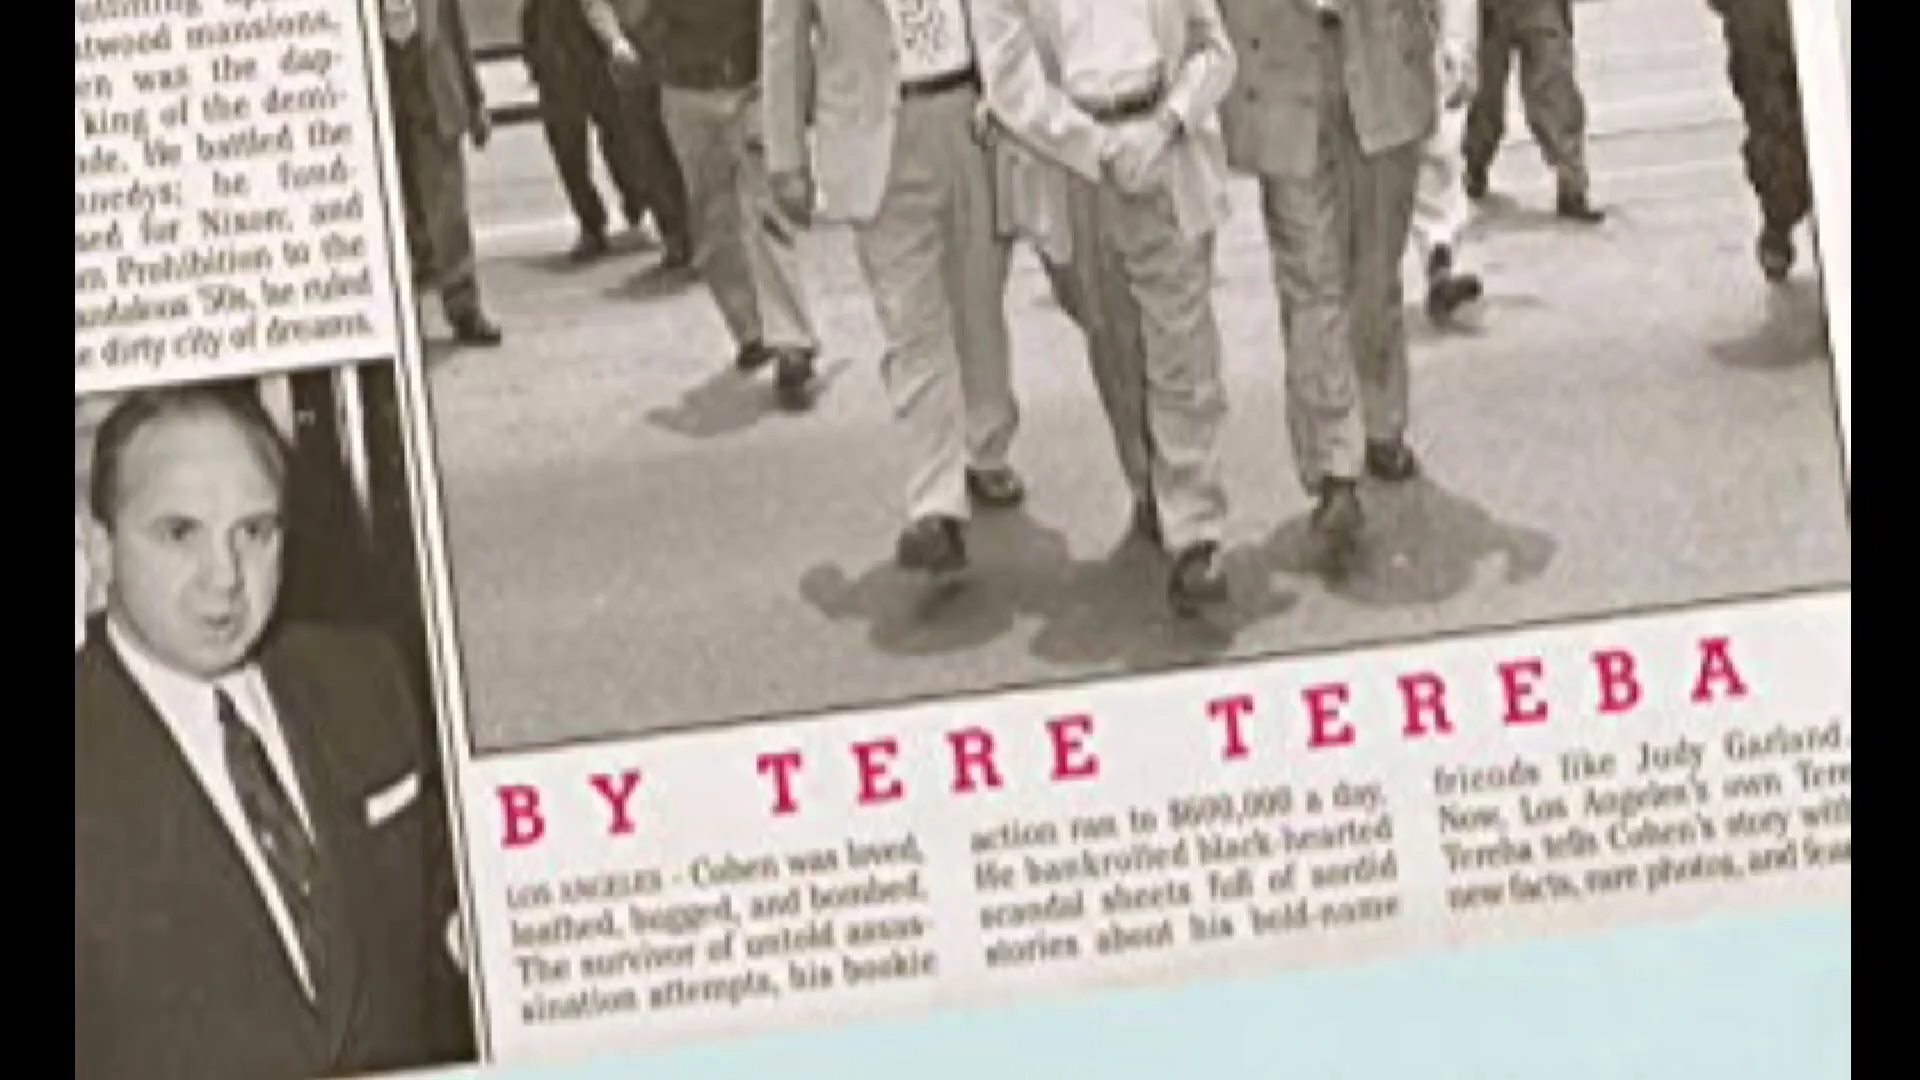 mansions,
was the dap-
king of the demi-
He battled the
he fond-
for Nixon; and
Prohibition to the
'50s, he ruled
dirty city of dreams.
BY TERE TEREBA
LOS ANGELES - Cohen was loved,
loathed, bugged, and bombed.
The survivor of untold assas-
sination attempts, his bookie
action ran to $600,000 a day.
He bankrolled black-hearted
scandal sheets full of sordid
stories about his bold-name
friends like Judy Garland.
Now, Los Angeles's own Tere
Tereba tells Cohen's story with
new facts, rare photos, and